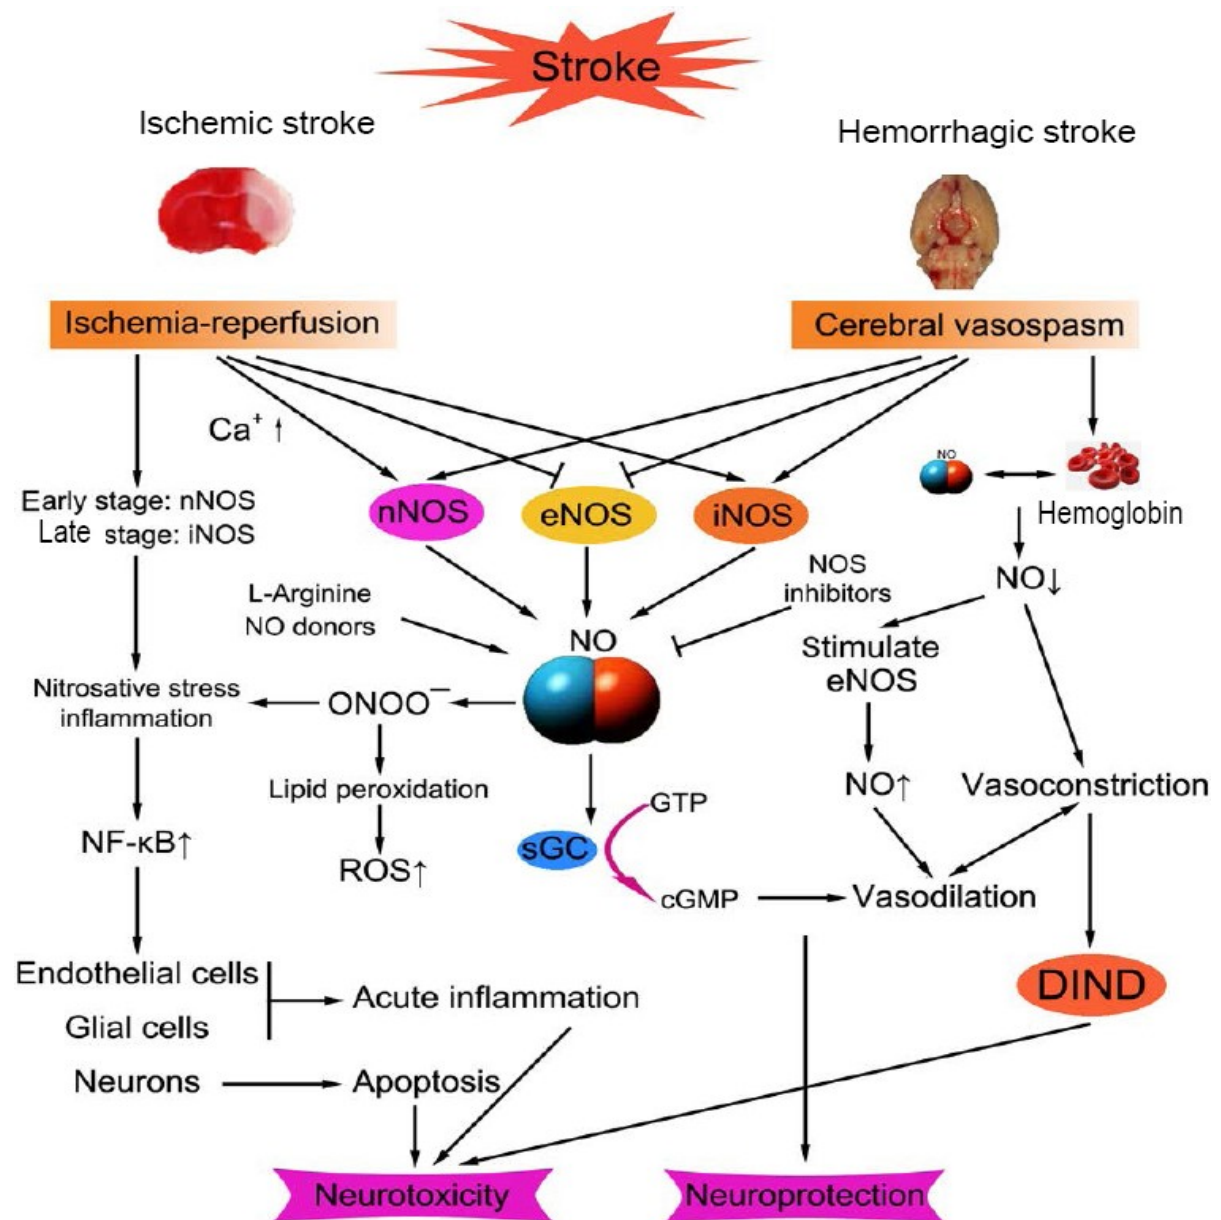 Stroke
Ischemic stroke
Hemorrhagic stroke
Ischemia-reperfusion
Cerebral vasospasm
Ca⁺ ↑
NO
Early stage: nNOS
Late stage: iNOS
nNOS
eNOS
iNOS
Hemoglobin
L-Arginine
NO donors
NOS
inhibitors
NO↓
NO
Stimulate
eNOS
Nitrosative stress
inflammation
ONOO⁻
Lipid peroxidation
GTP
NO↑
Vasoconstriction
NF-κB↑
ROS↑
sGC
cGMP
Vasodilation
Endothelial cells
Glial cells
Acute inflammation
DIND
Neurons
Apoptosis
Neurotoxicity
Neuroprotection